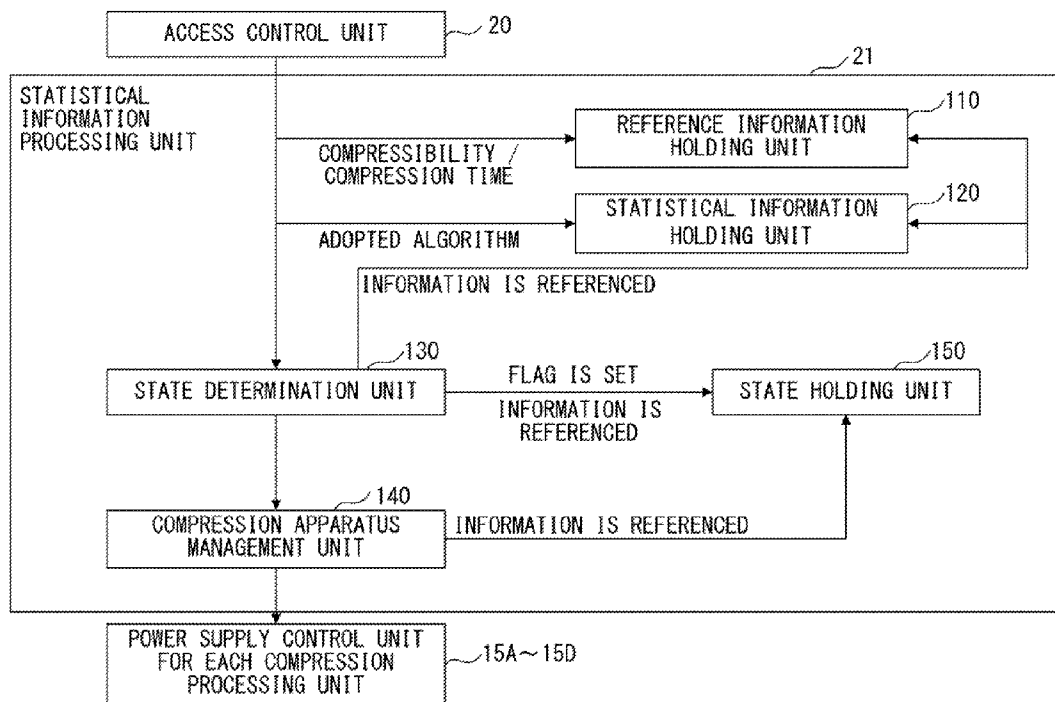 ACCESS CONTROL UNIT
20
21
STATISTICAL
INFORMATION
PROCESSING UNIT
110
REFERENCE INFORMATION
HOLDING UNIT
COMPRESSIBILITY /
COMPRESSION TIME
120
STATISTICAL INFORMATION
HOLDING UNIT
ADOPTED ALGORITHM
INFORMATION IS REFERENCED
130
STATE DETERMINATION UNIT
FLAG IS SET
INFORMATION IS
REFERENCED
150
STATE HOLDING UNIT
140
COMPRESSION APPARATUS
MANAGEMENT UNIT
INFORMATION IS REFERENCED
POWER SUPPLY CONTROL UNIT
FOR EACH COMPRESSION
PROCESSING UNIT
15A~15D